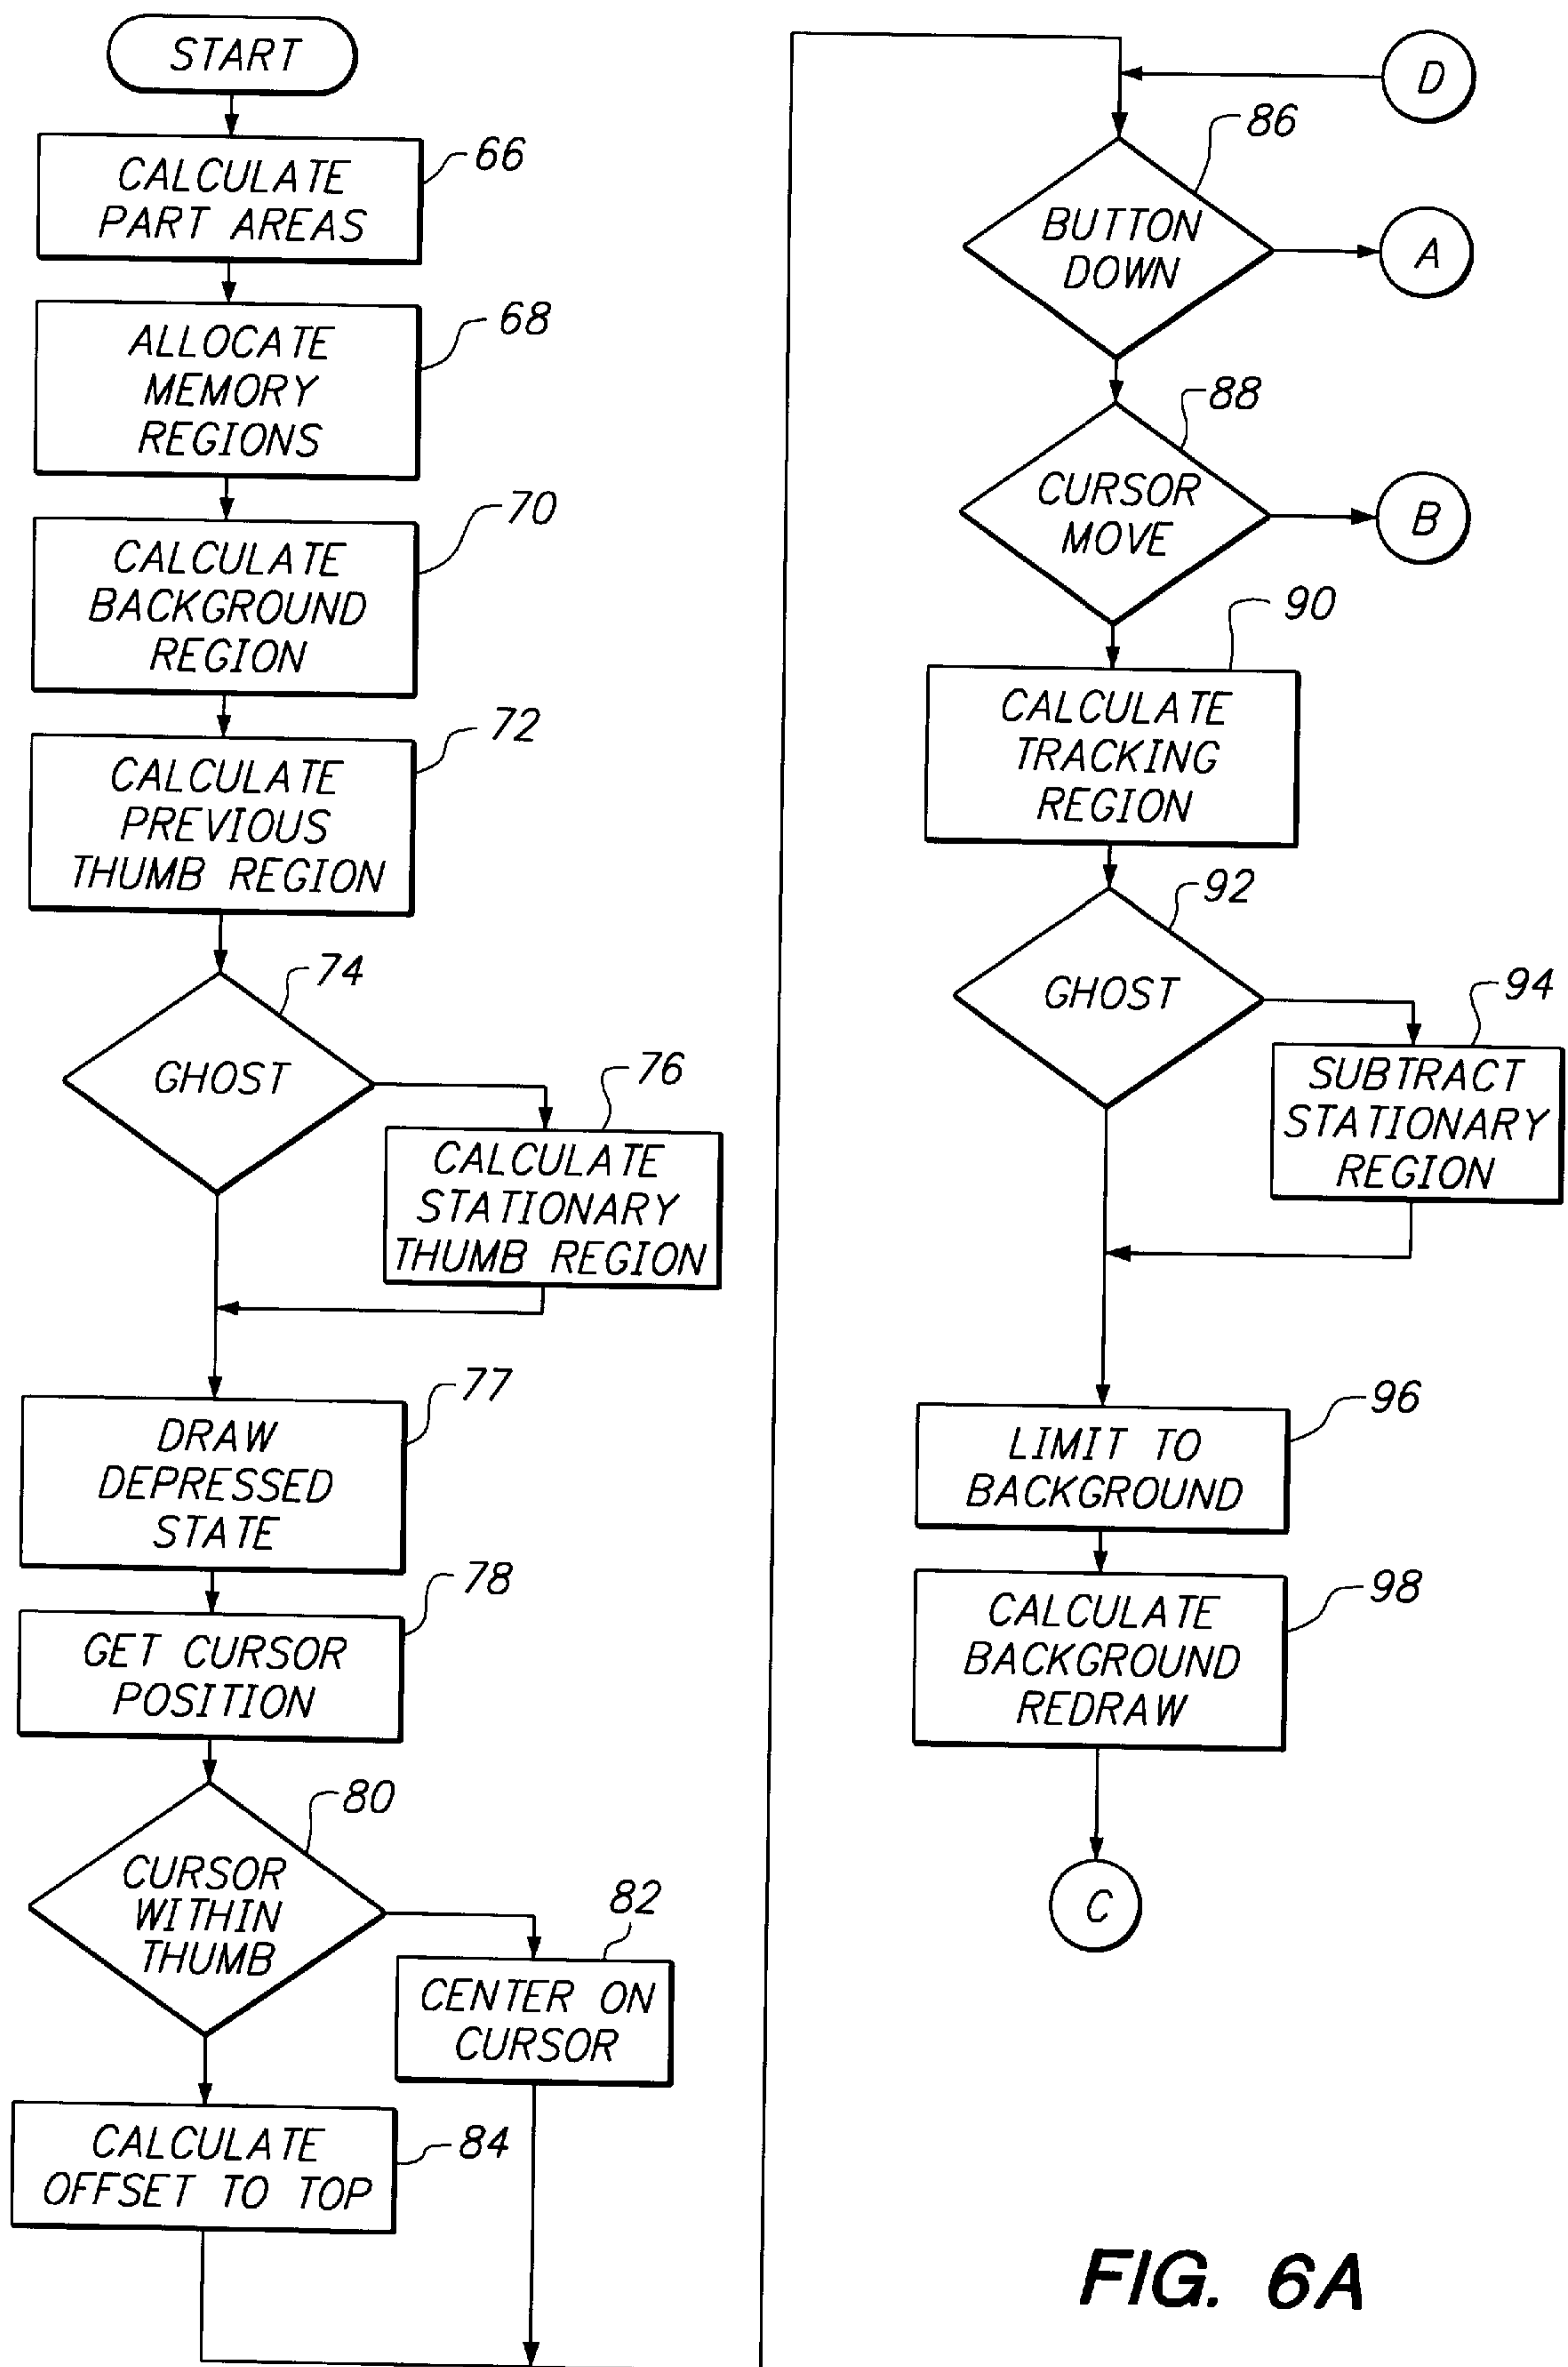 START
66
CALCULATE
PART AREAS
68
ALLOCATE
MEMORY
REGIONS
70
CALCULATE
BACKGROUND
REGION
72
CALCULATE
PREVIOUS
THUMB REGION
74
GHOST
76
CALCULATE
STATIONARY
THUMB REGION
77
DRAW
DEPRESSED
STATE
78
GET CURSOR
POSITION
80
CURSOR
WITHIN
THUMB
82
CENTER ON
CURSOR
84
CALCULATE
OFFSET TO TOP
D
86
BUTTON
DOWN
A
88
CURSOR
MOVE
B
90
CALCULATE
TRACKING
REGION
92
GHOST
94
SUBTRACT
STATIONARY
REGION
96
LIMIT TO
BACKGROUND
98
CALCULATE
BACKGROUND
REDRAW
C
FIG. 6A